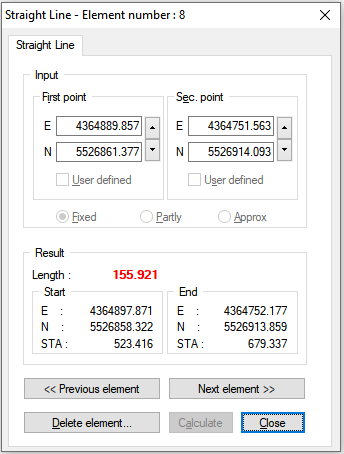 Straight Line - Element number : 8
Straight Line
Input
First point
E 4364889.857
N 5526861.377
User defined
Sec. point
E 4364751.563
N 5526914.093
User defined
Fixed Partly Approx
Result
Length : 155.921
Start
E : 4364897.871
N : 5526858.322
STA : 523.416
End
E : 4364752.177
N : 5526913.859
STA : 679.337
<< Previous element Next element >>
Delete element... Calculate Close